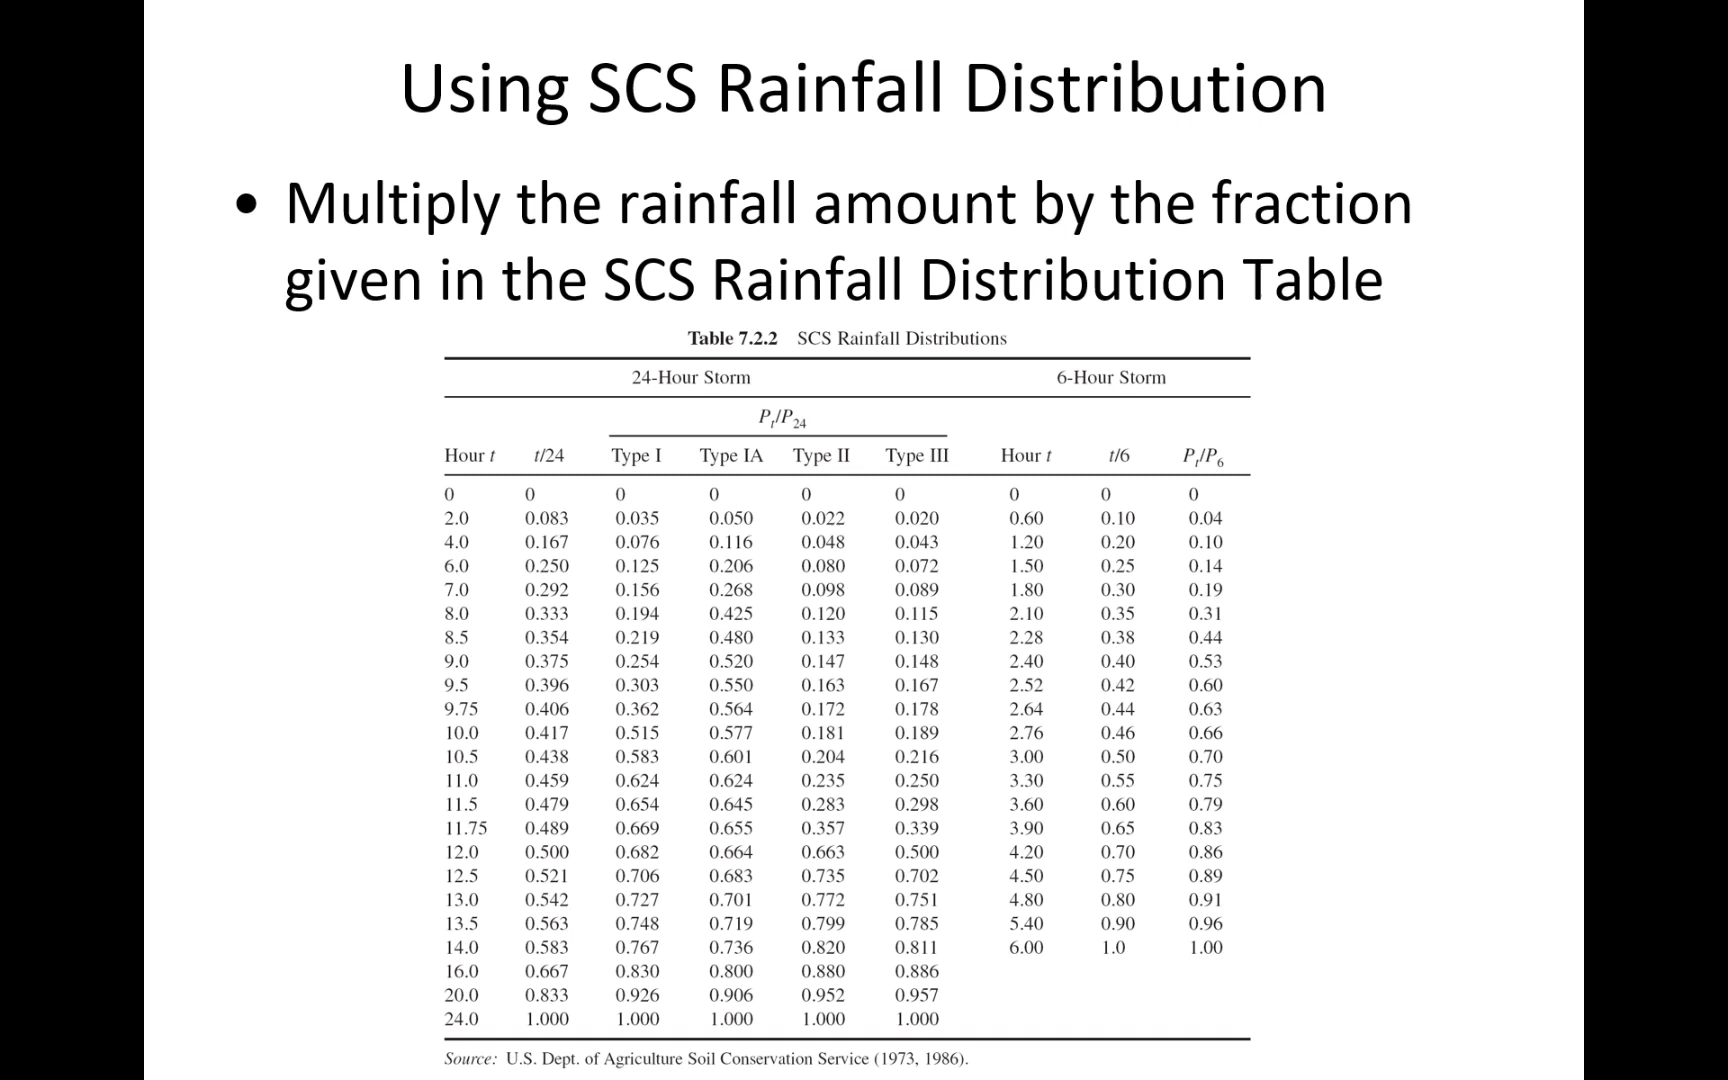 Using SCS Rainfall Distribution
• Multiply the rainfall amount by the fraction
given in the SCS Rainfall Distribution Table
Table 7.2.2 SCS Rainfall Distributions
24-Hour Storm 6-Hour Storm
Pt/P24
Hour t t/24 Type I Type IA Type II Type III Hour t t/6 Pt/P6
0 0 0 0 0 0 0 0 0
2.0 0.083 0.035 0.050 0.022 0.020 0.60 0.10 0.04
4.0 0.167 0.076 0.116 0.048 0.043 1.20 0.20 0.10
6.0 0.250 0.125 0.206 0.080 0.072 1.50 0.25 0.14
7.0 0.292 0.156 0.268 0.098 0.089 1.80 0.30 0.19
8.0 0.333 0.194 0.425 0.120 0.115 2.10 0.35 0.31
8.5 0.354 0.219 0.480 0.133 0.130 2.28 0.38 0.44
9.0 0.375 0.254 0.520 0.147 0.148 2.40 0.40 0.53
9.5 0.396 0.303 0.550 0.163 0.167 2.52 0.42 0.60
9.75 0.406 0.362 0.564 0.172 0.178 2.64 0.44 0.63
10.0 0.417 0.515 0.577 0.181 0.189 2.76 0.46 0.66
10.5 0.438 0.583 0.601 0.204 0.216 3.00 0.50 0.70
11.0 0.459 0.624 0.624 0.235 0.250 3.30 0.55 0.75
11.5 0.479 0.654 0.645 0.283 0.298 3.60 0.60 0.79
11.75 0.489 0.669 0.655 0.357 0.339 3.90 0.65 0.83
12.0 0.500 0.682 0.664 0.663 0.500 4.20 0.70 0.86
12.5 0.521 0.706 0.683 0.735 0.702 4.50 0.75 0.89
13.0 0.542 0.727 0.701 0.772 0.751 4.80 0.80 0.91
13.5 0.563 0.748 0.719 0.799 0.785 5.40 0.90 0.96
14.0 0.583 0.767 0.736 0.820 0.811 6.00 1.0 1.00
16.0 0.667 0.830 0.800 0.880 0.886
20.0 0.833 0.926 0.906 0.952 0.957
24.0 1.000 1.000 1.000 1.000 1.000
Source: U.S. Dept. of Agriculture Soil Conservation Service (1973, 1986).